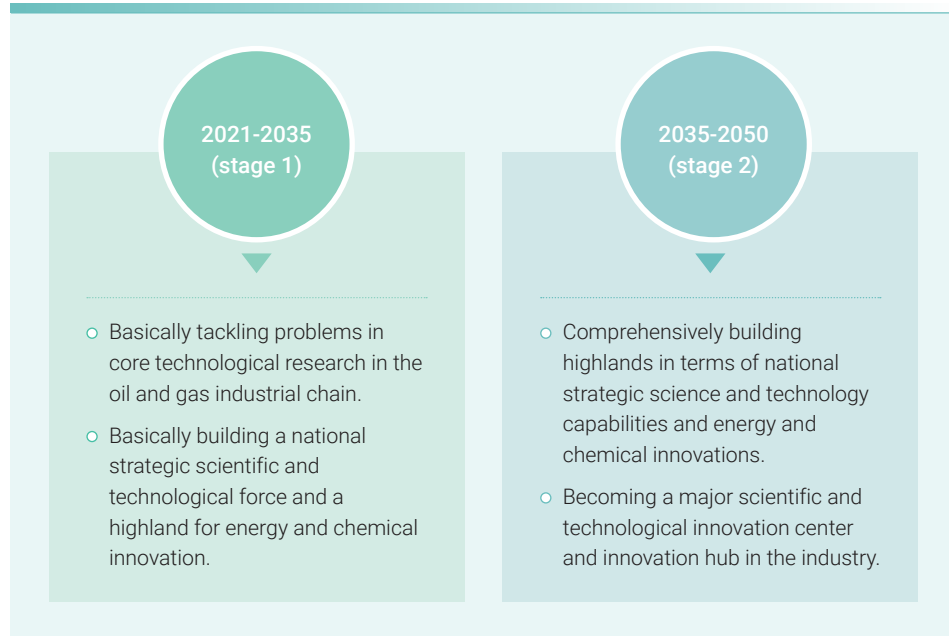 2021-2035
(stage 1)
Basically tackling problems in
core technological research in the
oil and gas industrial chain.
Basically building a national
strategic scientific and
technological force and a
highland for energy and chemical
innovation.
2035-2050
(stage 2)
Comprehensively building
highlands in terms of national
strategic science and technology
capabilities and energy and
chemical innovations.
Becoming a major scientific and
technological innovation center
and innovation hub in the industry.